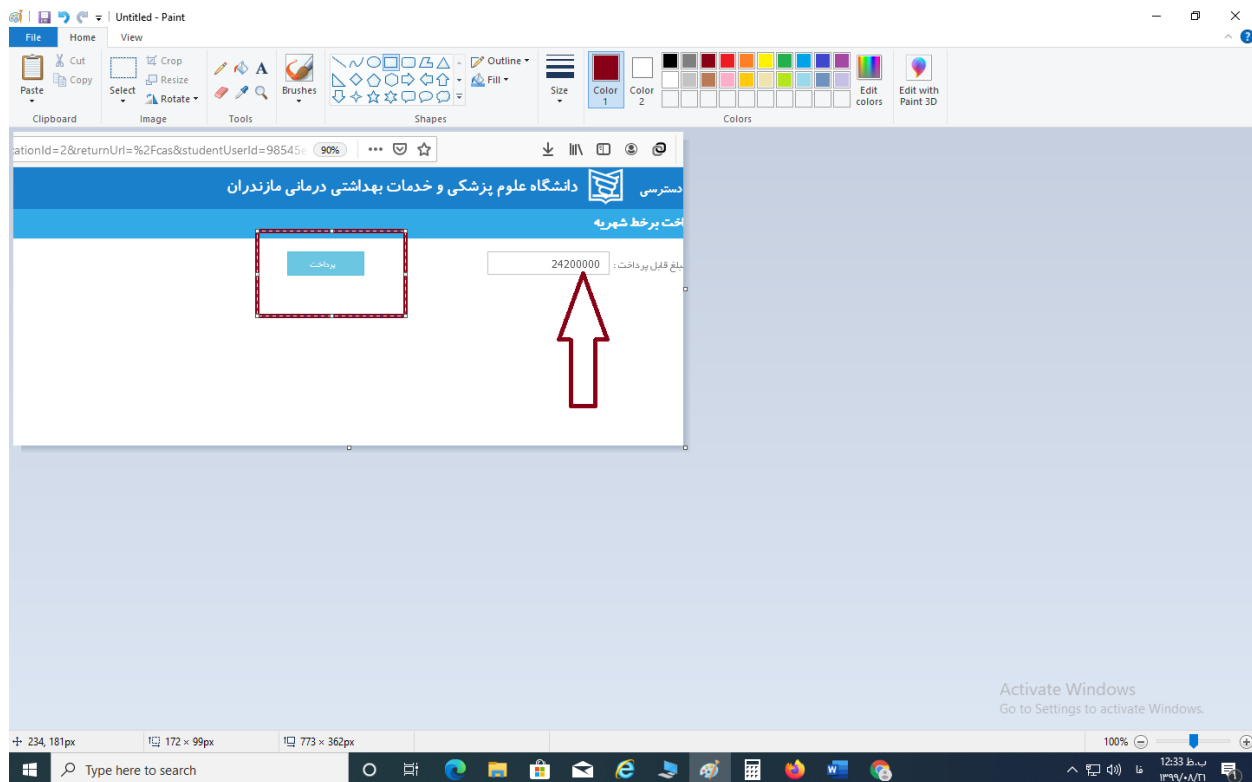 Untitled - Paint
File Home View
Paste
Cut
Copy
Clipboard
Select
Crop
Resize
Rotate
Image
A
Tools
Brushes
Outline
Fill
Shapes
Size
Color 1
Color 2
Edit colors
Colors
Edit with Paint 3D
ationId=2&returnUrl=%2Fcas&studentUserId=98545e 90%
دسترسی دانشگاه علوم پزشکی و خدمات بهداشتی درمانی مازندران
اخت برخط شهریه
مبلغ قابل پرداخت : 24200000 پرداخت
Activate Windows
Go to Settings to activate Windows.
234, 181px 172 × 99px 773 × 362px 100%
Type here to search
فا
12:33 ب.ظ
۱۳۹۹/۰۸/۲۱